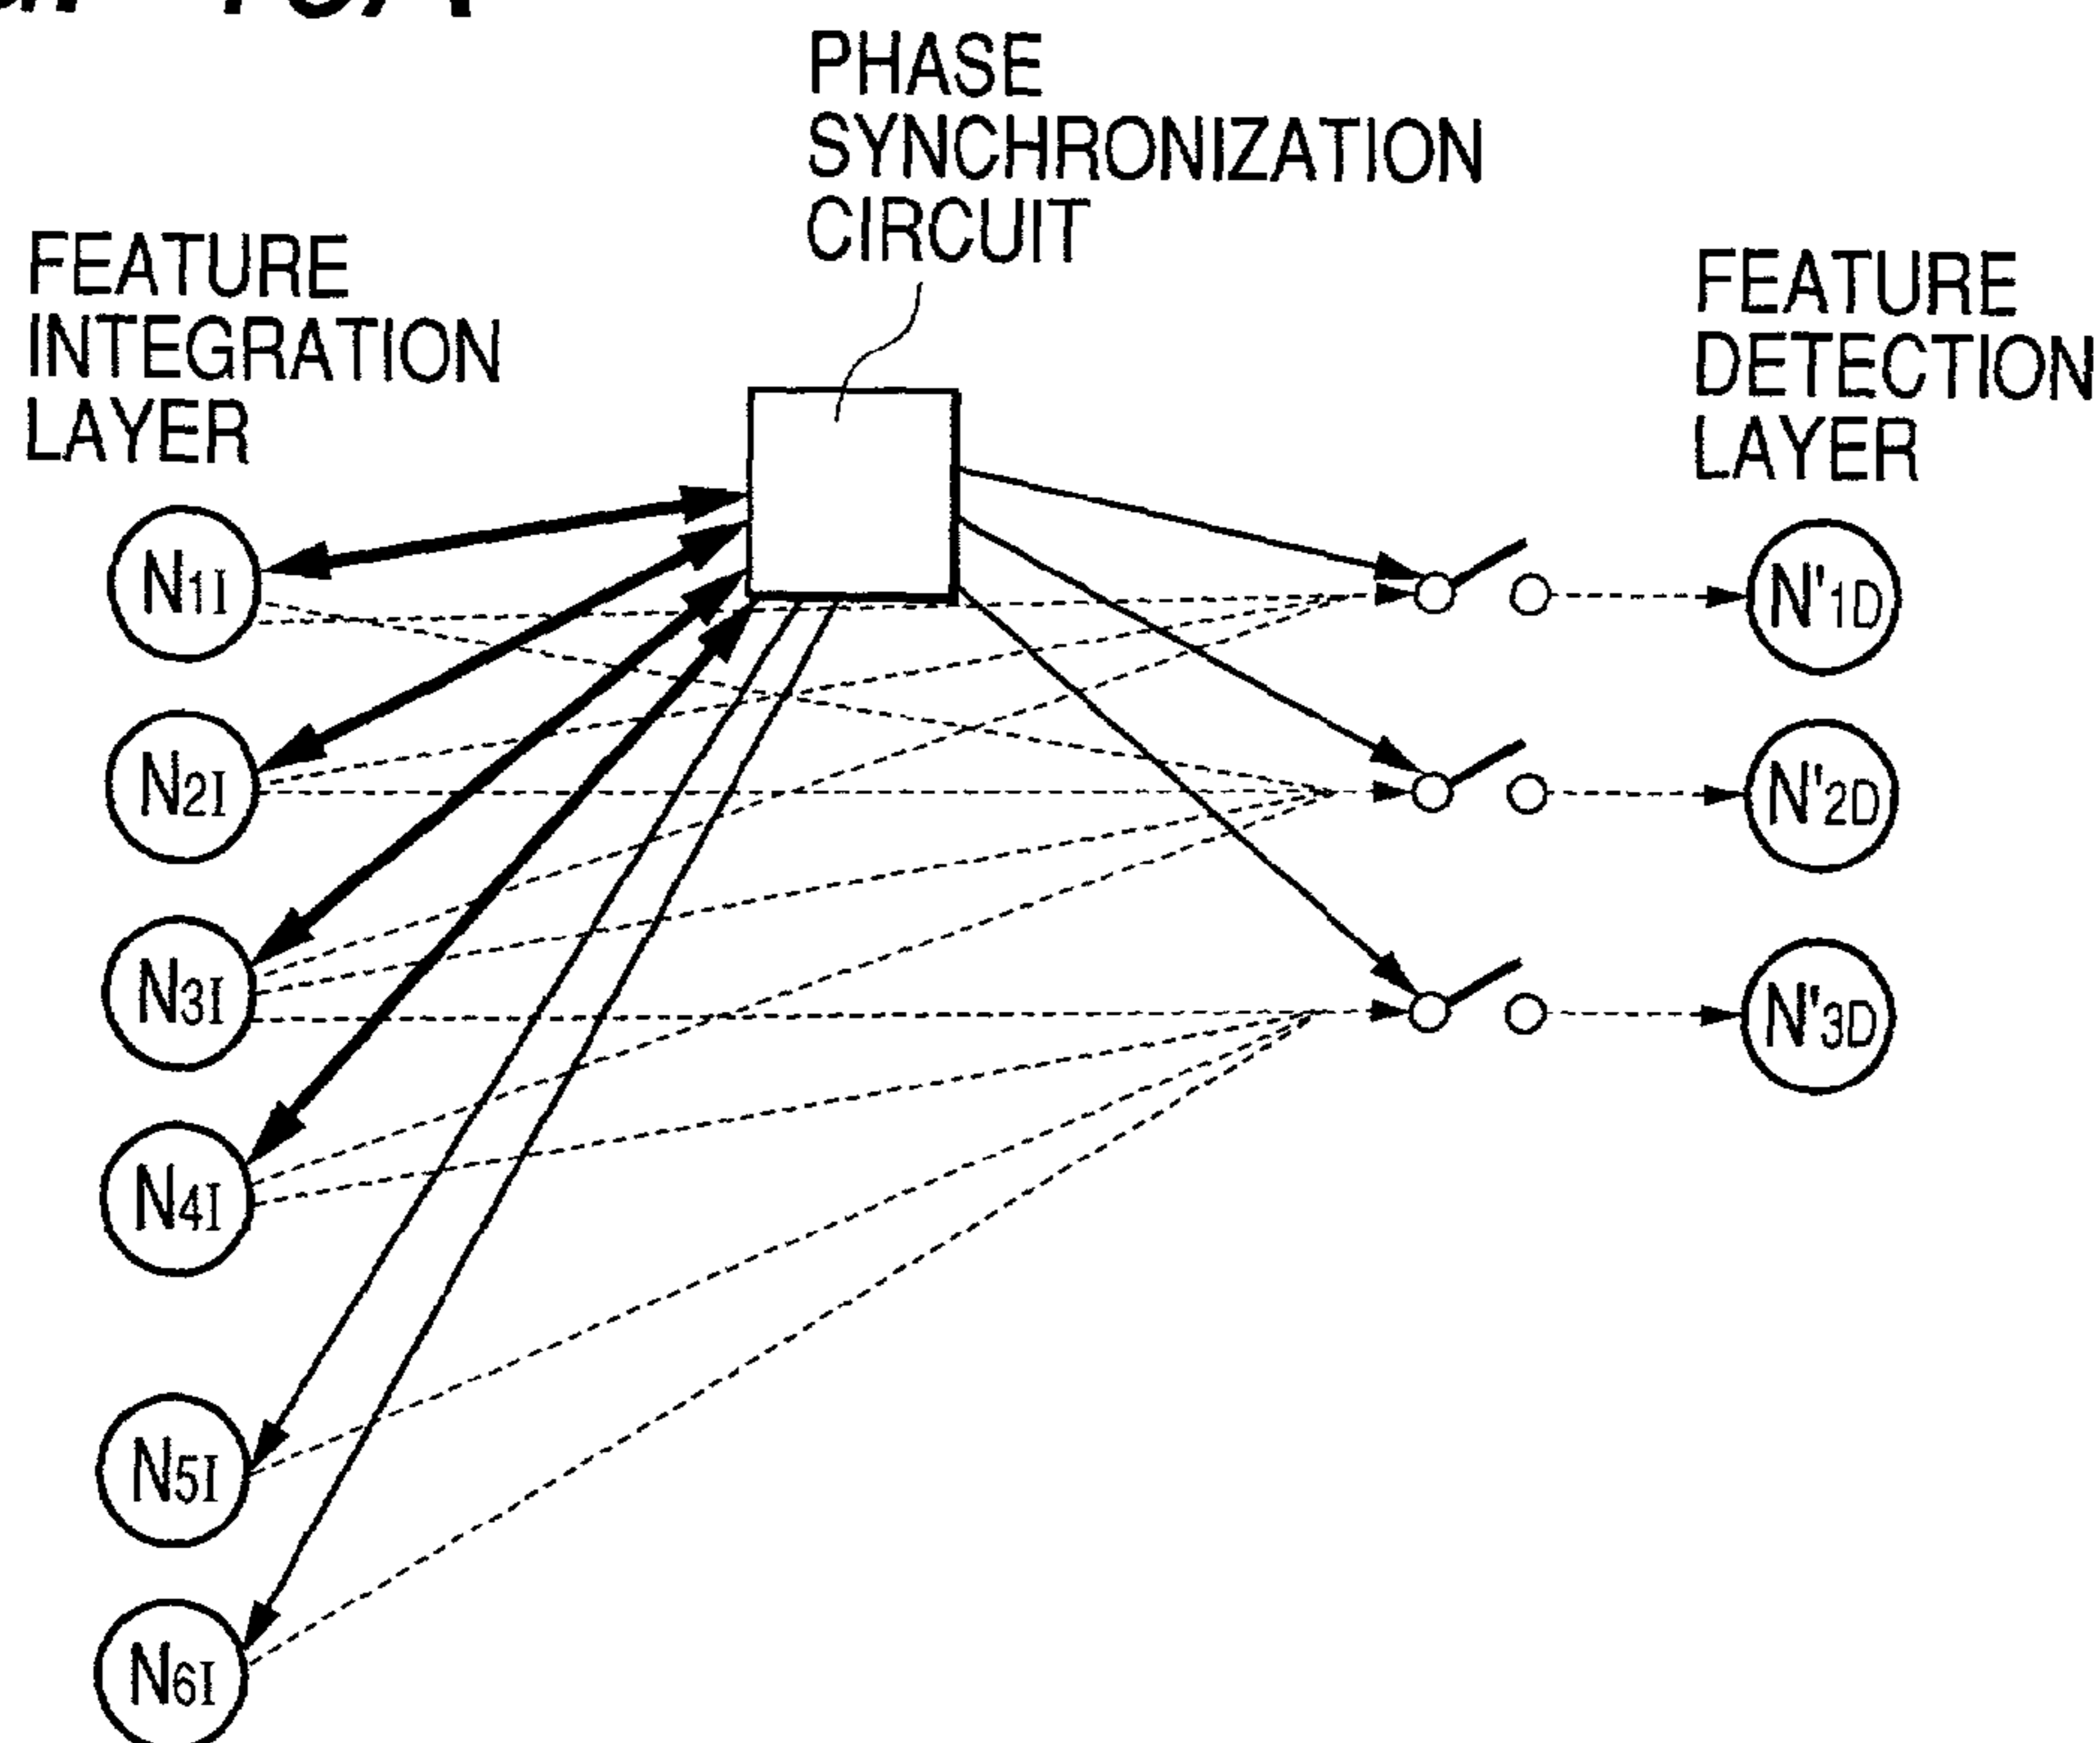 PHASE
SYNCHRONIZATION
CIRCUIT
FEATURE
INTEGRATION
LAYER
FEATURE
DETECTION
LAYER
N1I
N2I
N3I
N4I
N5I
N6I
N'1D
N'2D
N'3D